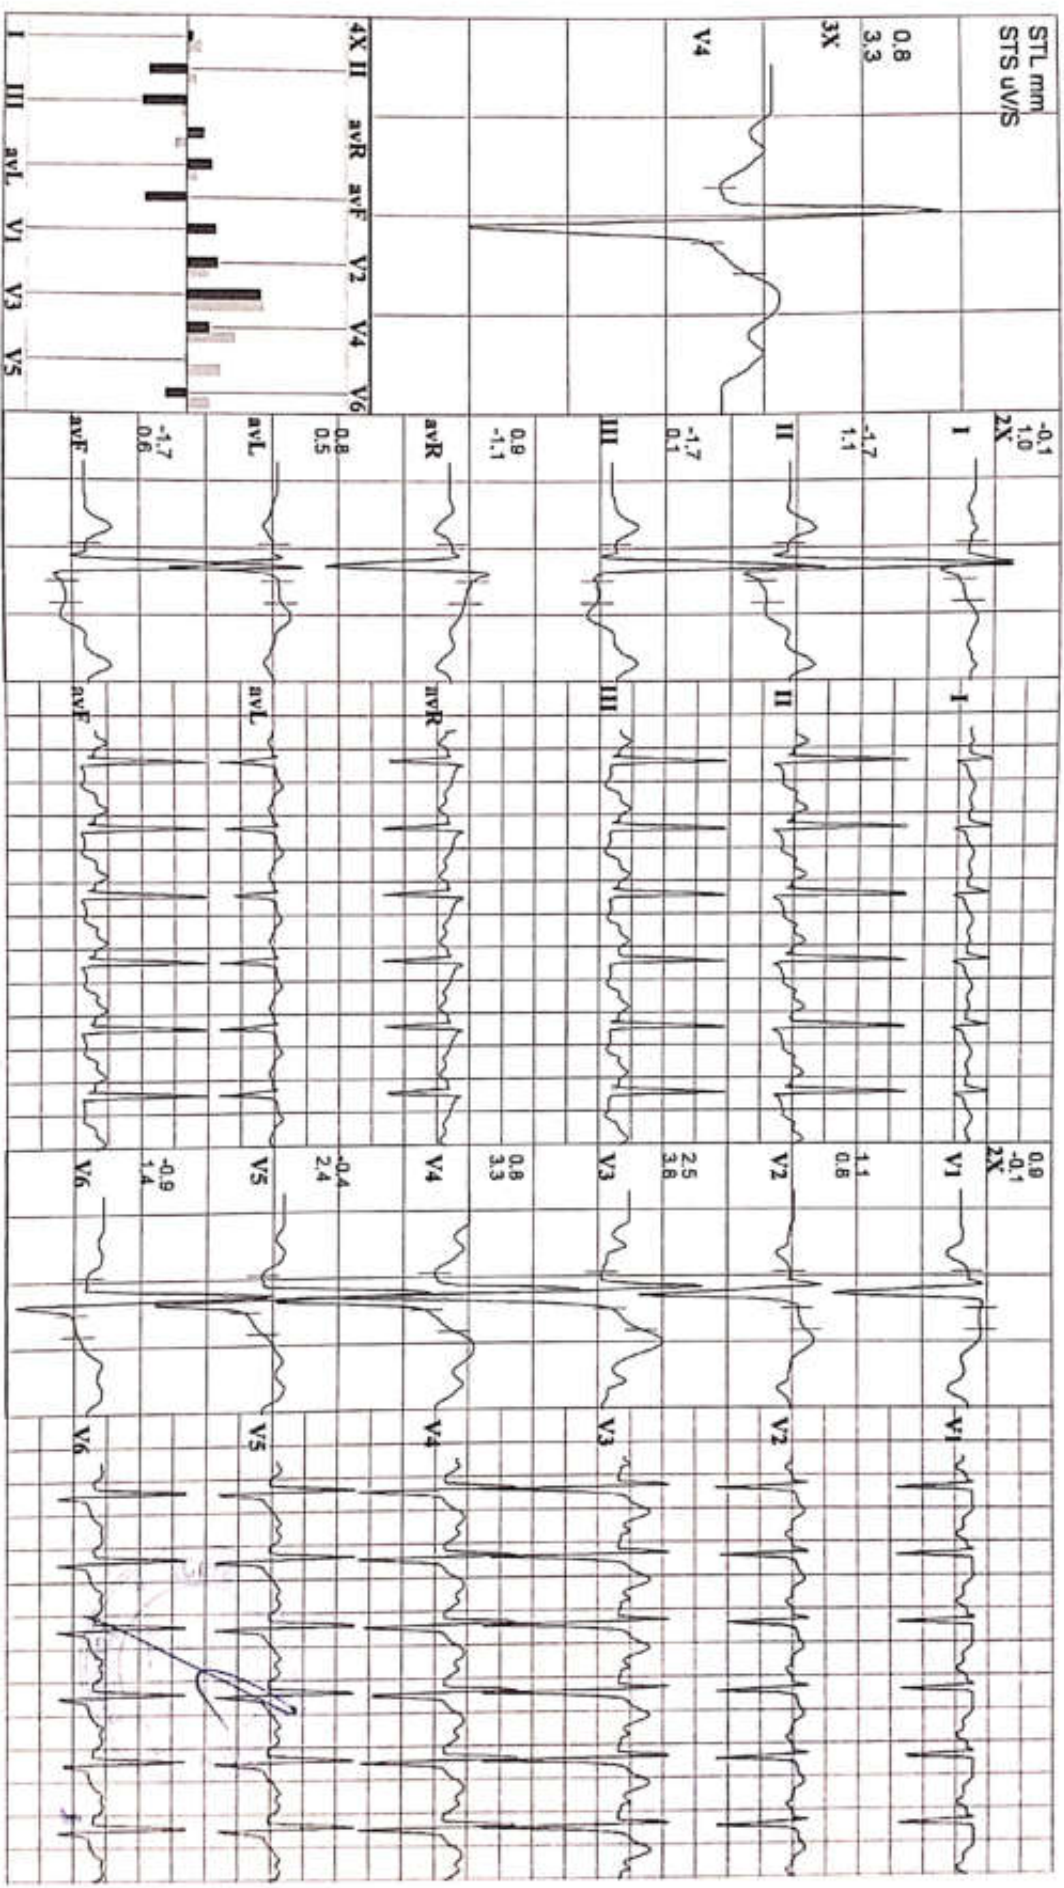 STL mm
STS uV/S
0.8
3.3
3X
V4
4X II avR avF V2 V4 V6
I III avL V1 V3 V5
-0.1
1.0
2X
I
-1.7
1.1
II
-1.7
0.1
III
0.9
-1.1
avR
0.8
0.5
avL
-1.7
0.6
avF
I
II
III
avR
avL
avF
0.9
-0.1
2X
V1
1.1
0.8
V2
2.5
3.8
V3
0.8
3.3
V4
-0.4
2.4
V5
-0.9
1.4
V6
V1
V2
V3
V4
V5
V6